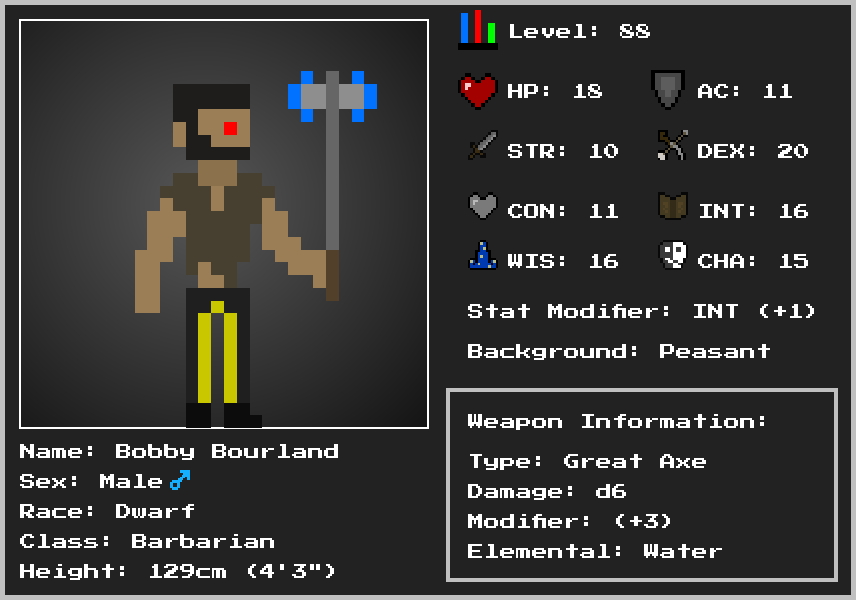 Level: 88
HP: 18
AC: 11
STR: 10
DEX: 20
CON: 11
INT: 16
WIS: 16
CHA: 15
Stat Modifier: INT (+1)
Background: Peasant
Weapon Information:
Type: Great Axe
Damage: d6
Modifier: (+3)
Elemental: Water
Name: Bobby Bourland
Sex: Male ♂
Race: Dwarf
Class: Barbarian
Height: 129cm (4'3")